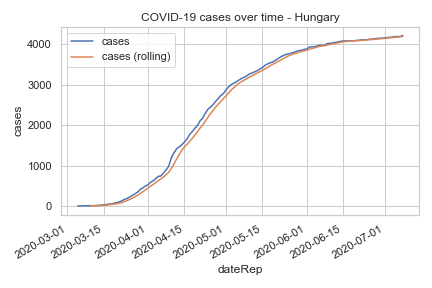 COVID-19 cases over time - Hungary
cases
cases (rolling)
4000
3000
2000
1000
0
cases
2020-03-01
2020-03-15
2020-04-01
2020-04-15
2020-05-01
2020-05-15
2020-06-01
2020-06-15
2020-07-01
dateRep